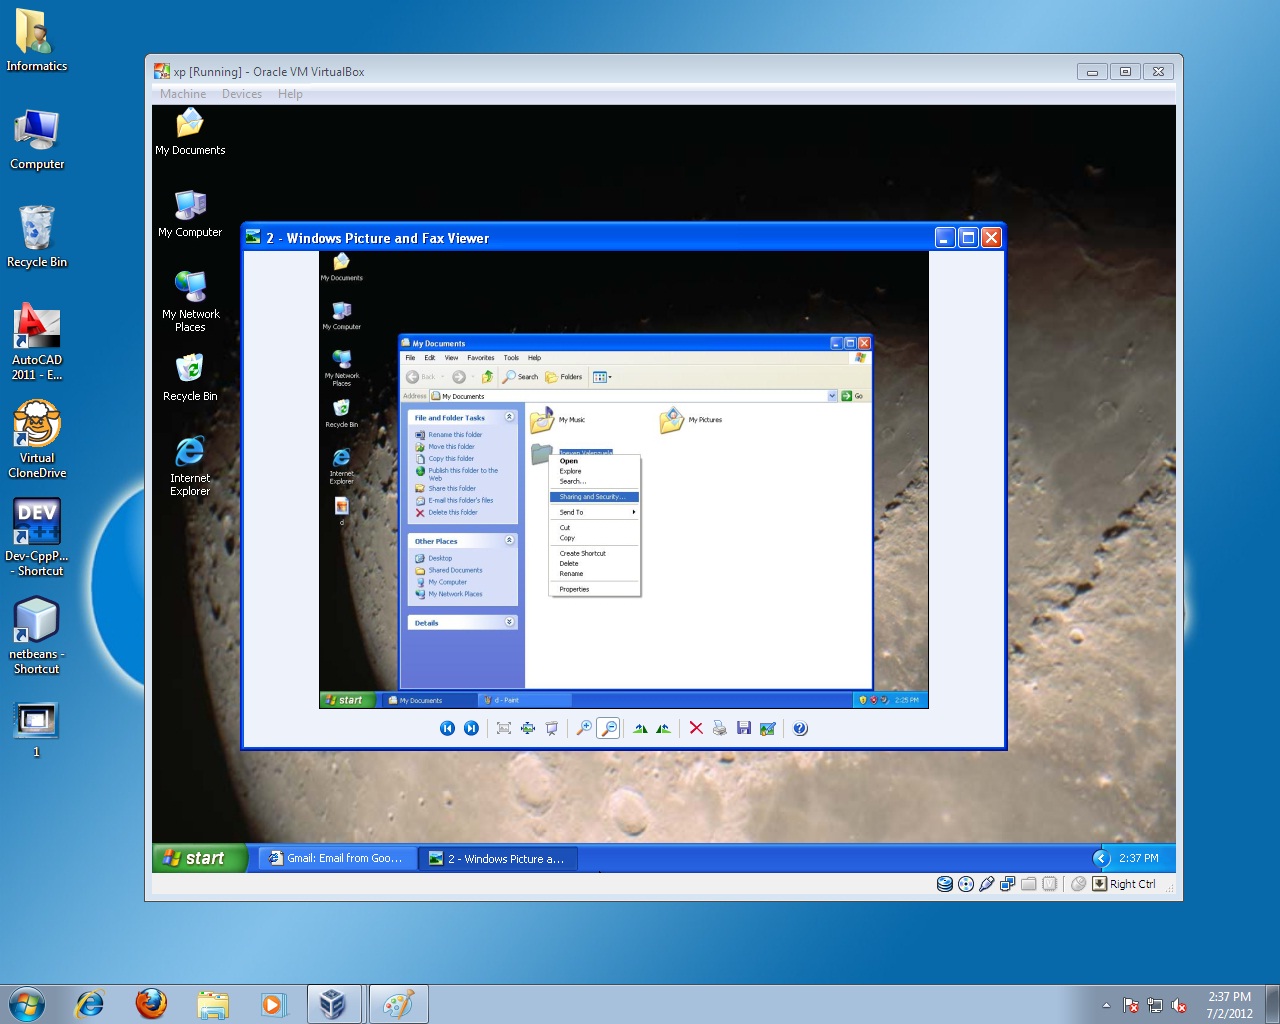 Informatics
Computer
Recycle Bin
AutoCAD
2011 - E...
Virtual
CloneDrive
DEV
C++
Dev-CppP...
- Shortcut
netbeans -
Shortcut
1
xp [Running] - Oracle VM VirtualBox
Machine Devices Help
My Documents
My Computer
My Network
Places
Recycle Bin
Internet
Explorer
2 - Windows Picture and Fax Viewer
My Documents
My Computer
My Network
Places
Recycle Bin
Internet
Explorer
d
My Documents
File Edit View Favorites Tools Help
Back Search Folders
Address My Documents Go
File and Folder Tasks
Rename this folder
Move this folder
Copy this folder
Publish this folder to the
Web
Share this folder
E-mail this folder's files
Delete this folder
Other Places
Desktop
Shared Documents
My Computer
My Network Places
Details
My Music
My Pictures
Valenzuela
Open
Explore
Search...
Sharing and Security...
Send To
Cut
Copy
Create Shortcut
Delete
Rename
Properties
start My Documents d - Paint 2:25 PM
start Gmail: Email from Goo... 2 - Windows Picture a... 2:37 PM
Right Ctrl
2:37 PM
7/2/2012